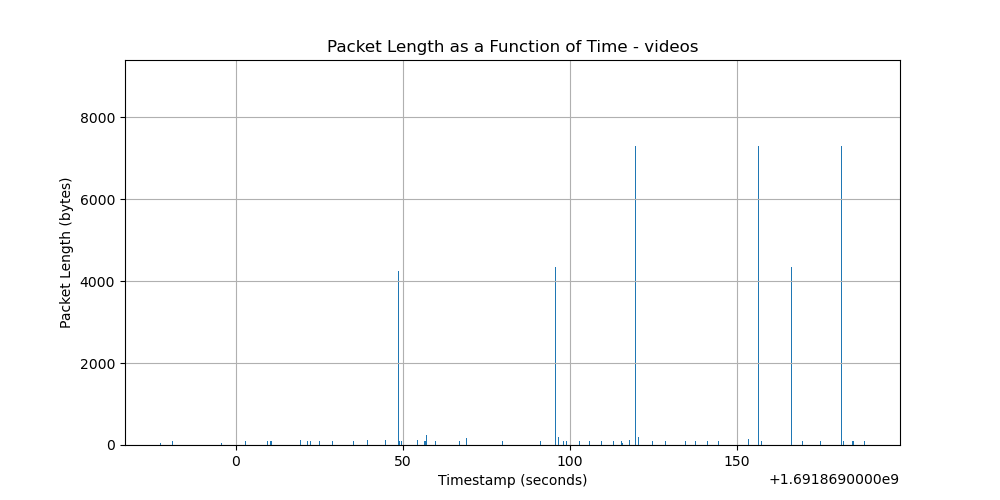 Packet Length as a Function of Time - videos
Packet Length (bytes)
8000
6000
4000
2000
0
0 50 100 150
+1.6918690000e9
Timestamp (seconds)